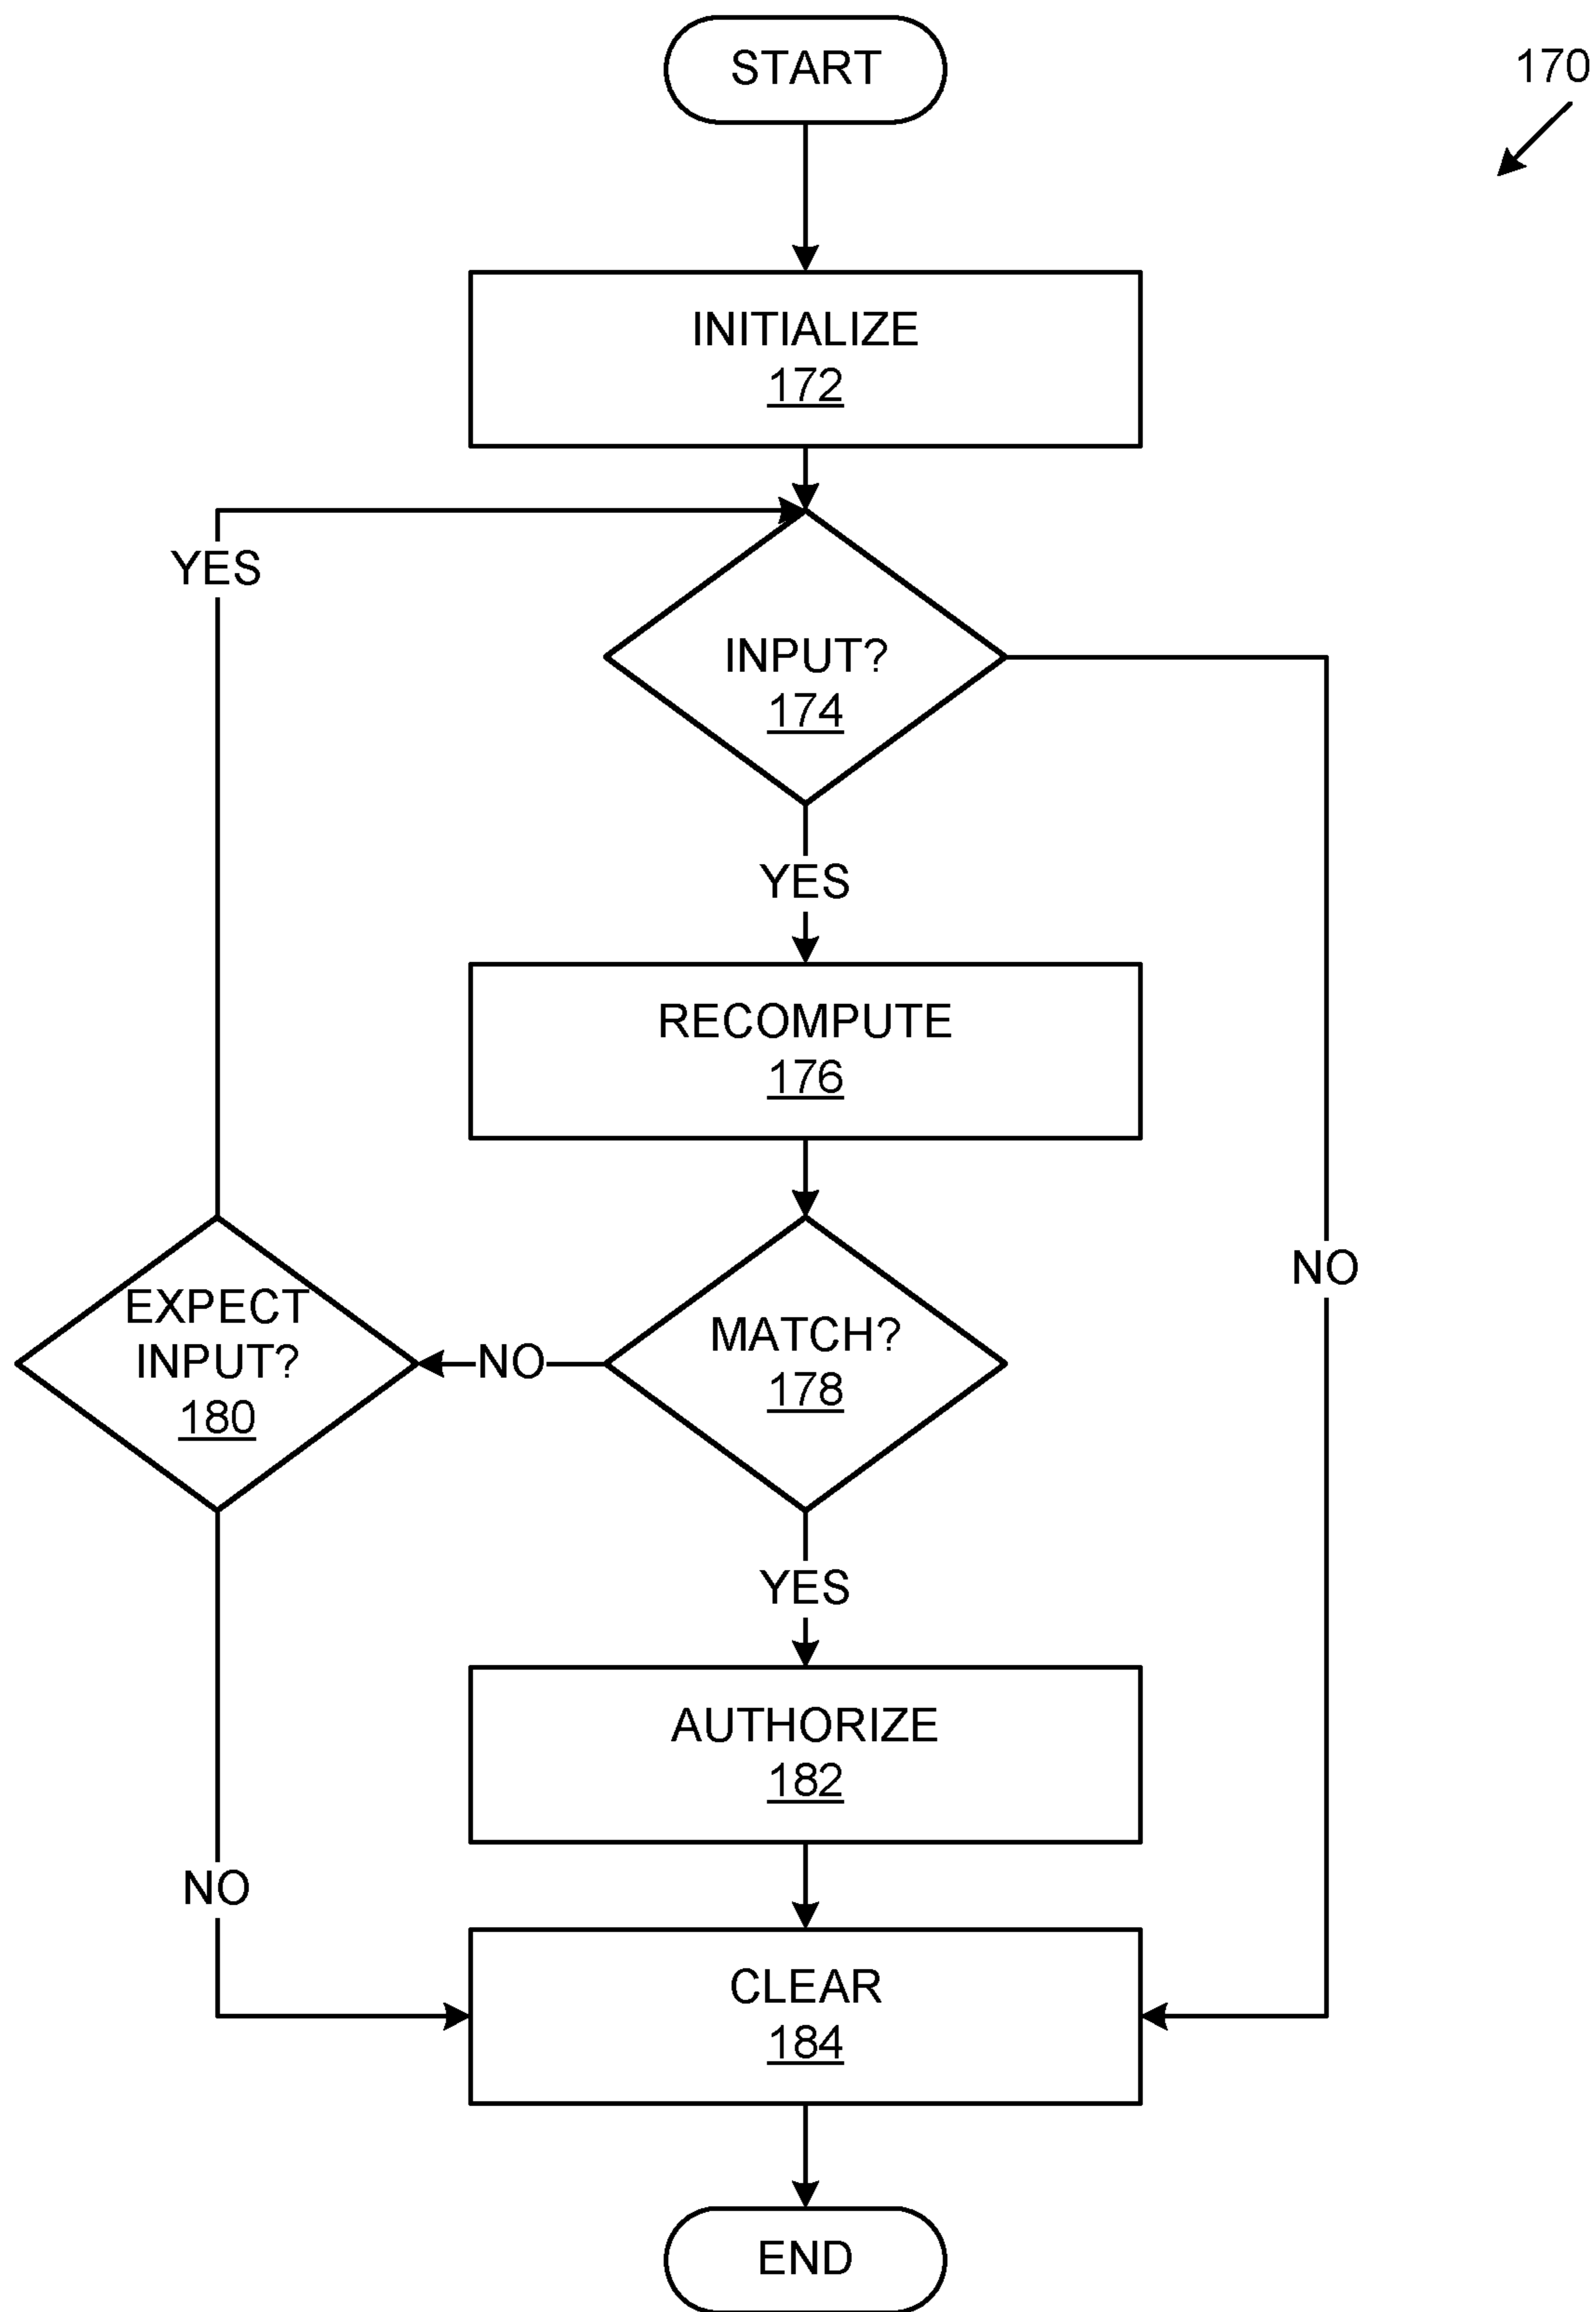 START
170
INITIALIZE
172
YES
INPUT?
174
YES
RECOMPUTE
176
NO
EXPECT
INPUT?
180
NO
MATCH?
178
YES
AUTHORIZE
182
NO
CLEAR
184
END